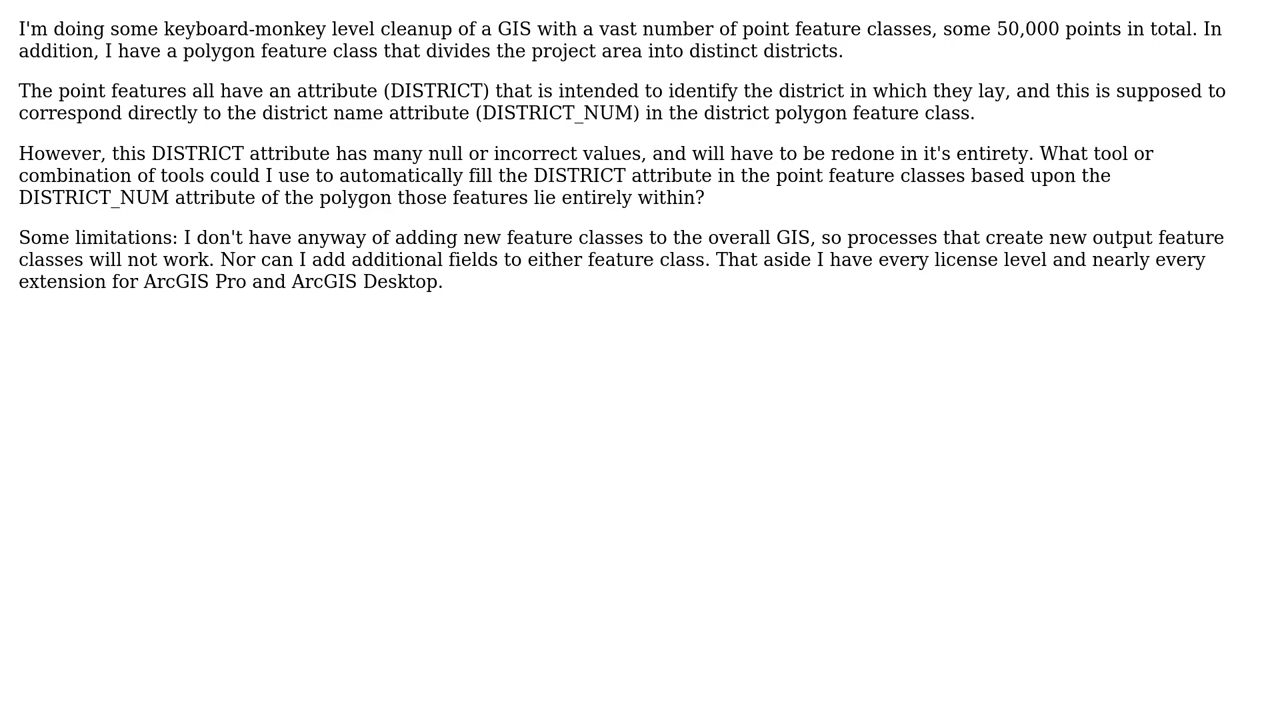 I'm doing some keyboard-monkey level cleanup of a GIS with a vast number of point feature classes, some 50,000 points in total. In
addition, I have a polygon feature class that divides the project area into distinct districts.
The point features all have an attribute (DISTRICT) that is intended to identify the district in which they lay, and this is supposed to
correspond directly to the district name attribute (DISTRICT_NUM) in the district polygon feature class.
However, this DISTRICT attribute has many null or incorrect values, and will have to be redone in it's entirety. What tool or
combination of tools could I use to automatically fill the DISTRICT attribute in the point feature classes based upon the
DISTRICT_NUM attribute of the polygon those features lie entirely within?
Some limitations: I don't have anyway of adding new feature classes to the overall GIS, so processes that create new output feature
classes will not work. Nor can I add additional fields to either feature class. That aside I have every license level and nearly every
extension for ArcGIS Pro and ArcGIS Desktop.